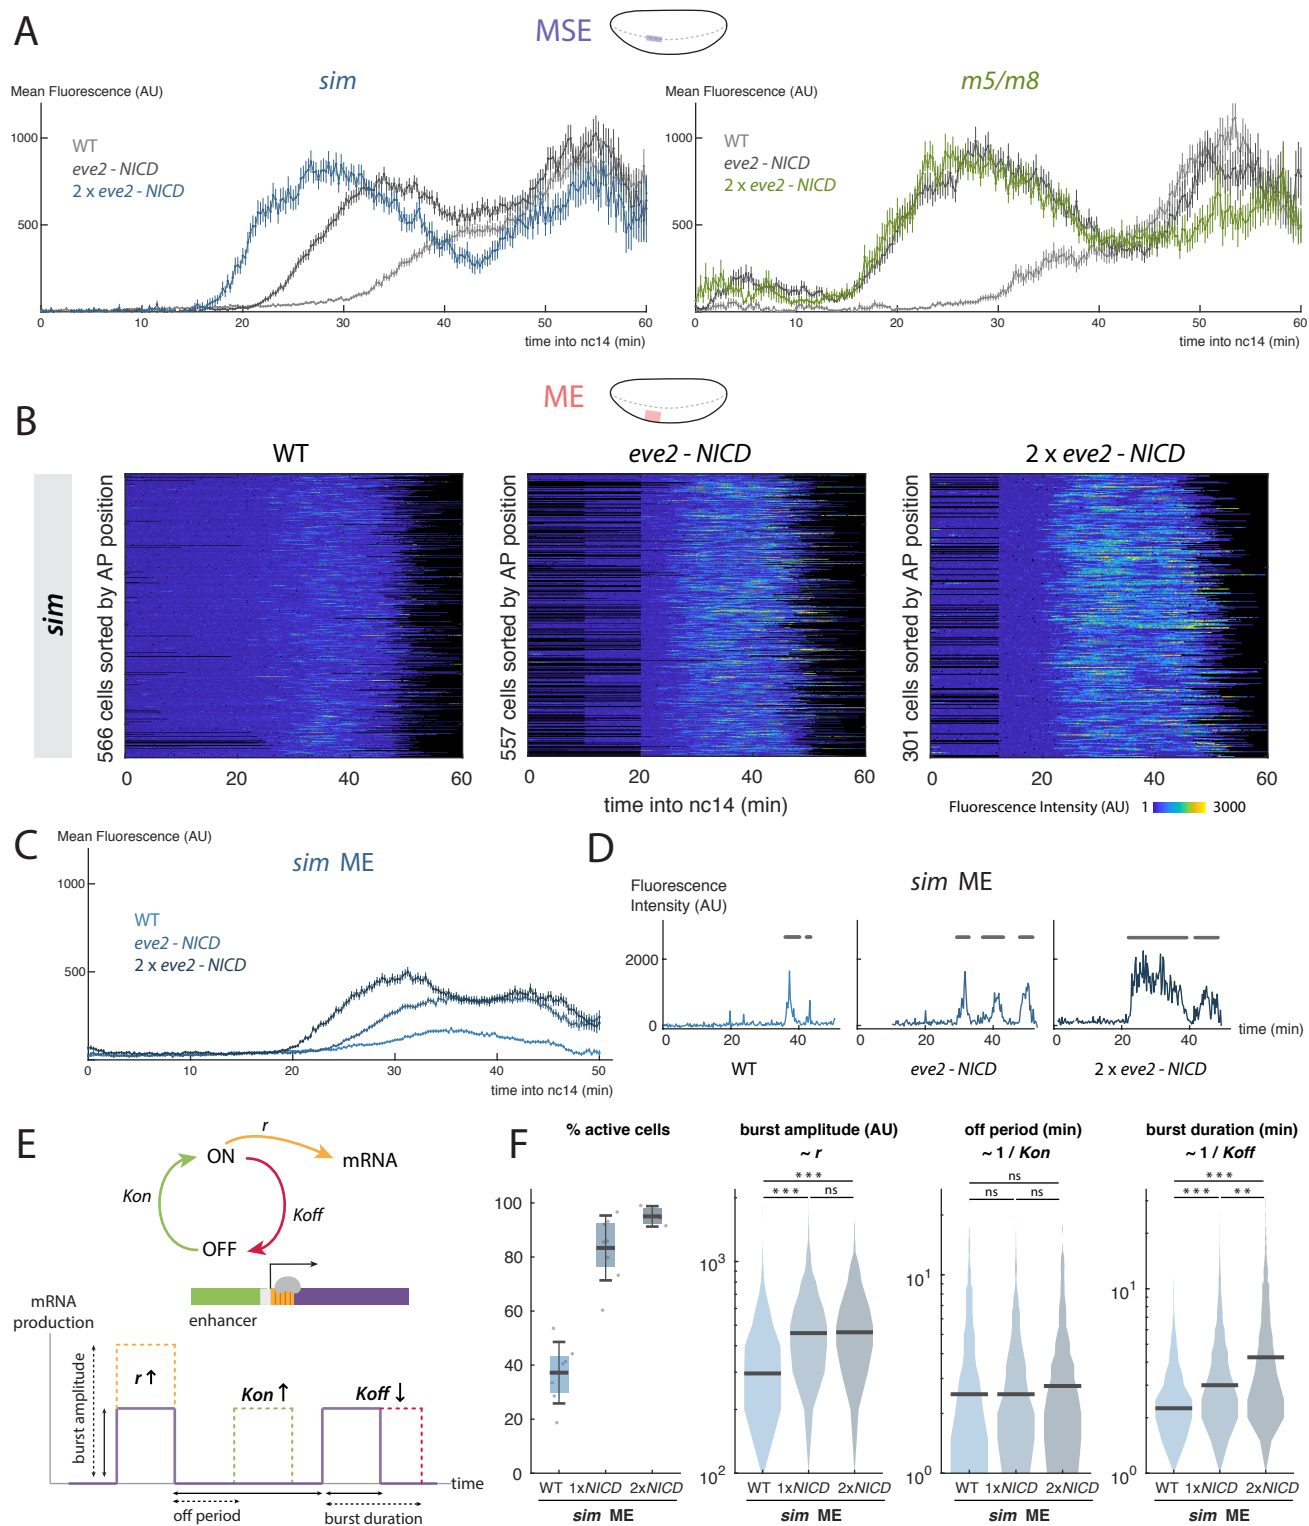 A
MSE
sim
Mean Fluorescence (AU)
WT
eve2 - NICD
2 x eve2 - NICD
1000
500
0 10 20 30 40 50 60
time into nc14 (min)
m5/m8
Mean Fluorescence (AU)
WT
eve2 - NICD
2 x eve2 - NICD
1000
500
0 10 20 30 40 50 60
time into nc14 (min)
ME
B
WT
eve2 - NICD
2 x eve2 - NICD
sim
566 cells sorted by AP position
557 cells sorted by AP position
301 cells sorted by AP position
0 20 40 60
0 20 40 60
0 20 40 60
time into nc14 (min)
Fluorescence Intensity (AU) 1 3000
C
Mean Fluorescence (AU)
sim ME
1000
WT
eve2 - NICD
2 x eve2 - NICD
500
0 10 20 30 40 50
time into nc14 (min)
D
sim ME
Fluorescence
Intensity (AU)
2000
0
0 20 40
0 20 40
0 20 40
time (min)
WT
eve2 - NICD
2 x eve2 - NICD
E
r
ON
mRNA
Kon
Koff
OFF
enhancer
mRNA
production
burst amplitude
r ↑
Kon ↑
Koff ↓
time
off period
burst duration
F
% active cells
100
80
60
40
20
0
WT 1xNICD 2xNICD
sim ME
burst amplitude (AU)
~ r
* * *
* * *
ns
10³
10²
WT 1xNICD 2xNICD
sim ME
off period (min)
~ 1 / Kon
ns
ns
ns
10¹
10⁰
WT 1xNICD 2xNICD
sim ME
burst duration (min)
~ 1 / Koff
* * *
* * *
* *
10¹
10⁰
WT 1xNICD 2xNICD
sim ME